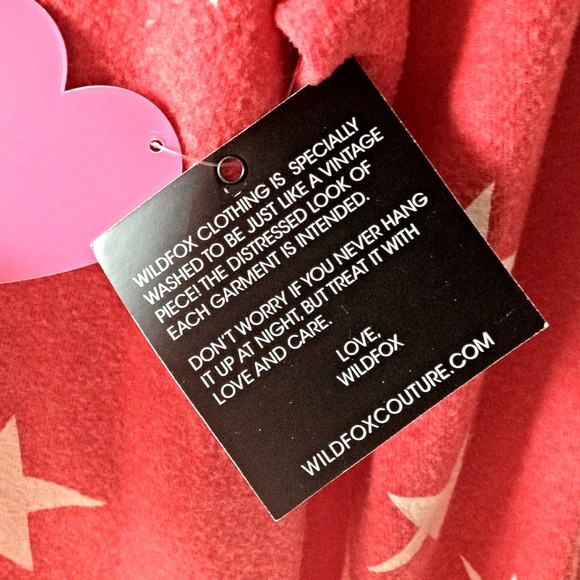 WILDFOX CLOTHING IS SPECIALLY
WASHED TO BE JUST LIKE A VINTAGE
PIECE! THE DISTRESSED LOOK OF
EACH GARMENT IS INTENDED.
DON'T WORRY IF YOU NEVER HANG
IT UP AT NIGHT, BUT TREAT IT WITH
LOVE AND CARE.
LOVE,
WILDFOX
WILDFOXCOUTURE.COM